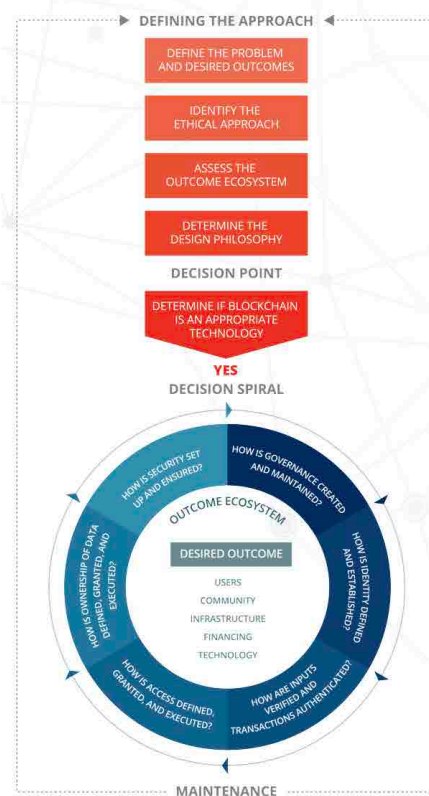 DEFINING THE APPROACH
DEFINE THE PROBLEM
AND DESIRED OUTCOMES
IDENTIFY THE
ETHICAL APPROACH
ASSESS THE
OUTCOME ECOSYSTEM
DETERMINE THE
DESIGN PHILOSOPHY
DECISION POINT
DETERMINE IF BLOCKCHAIN
IS AN APPROPRIATE
TECHNOLOGY
YES
DECISION SPIRAL
HOW IS GOVERNANCE CREATED
AND MAINTAINED?
HOW IS IDENTITY DEFINED
AND ESTABLISHED?
HOW ARE INPUTS
VERIFIED AND
TRANSACTIONS AUTHENTICATED?
HOW IS ACCESS DEFINED,
GRANTED, AND EXECUTED?
HOW IS OWNERSHIP OF DATA
DEFINED, GRANTED, AND
EXECUTED?
HOW IS SECURITY SET
UP AND ENSURED?
OUTCOME ECOSYSTEM
DESIRED OUTCOME
USERS
COMMUNITY
INFRASTRUCTURE
FINANCING
TECHNOLOGY
MAINTENANCE